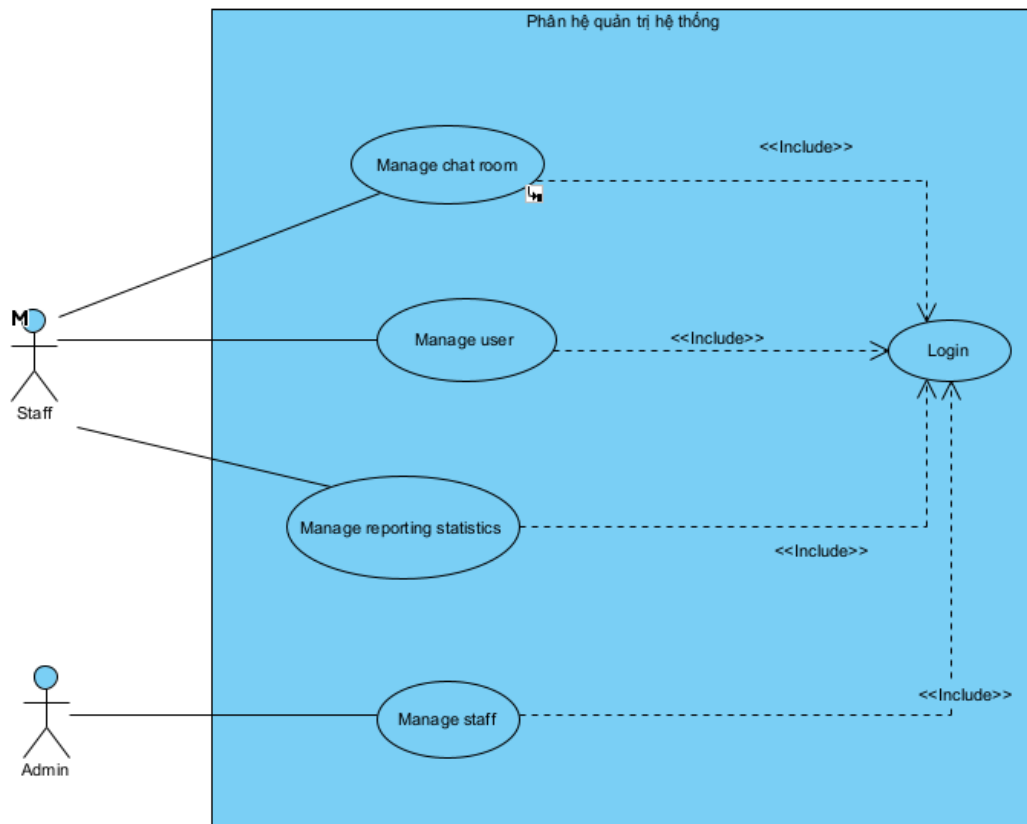 Phân hệ quản trị hệ thống
Manage chat room
<<Include>>
M
Staff
Manage user
<<Include>>
Login
Manage reporting statistics
<<Include>>
Admin
Manage staff
<<Include>>